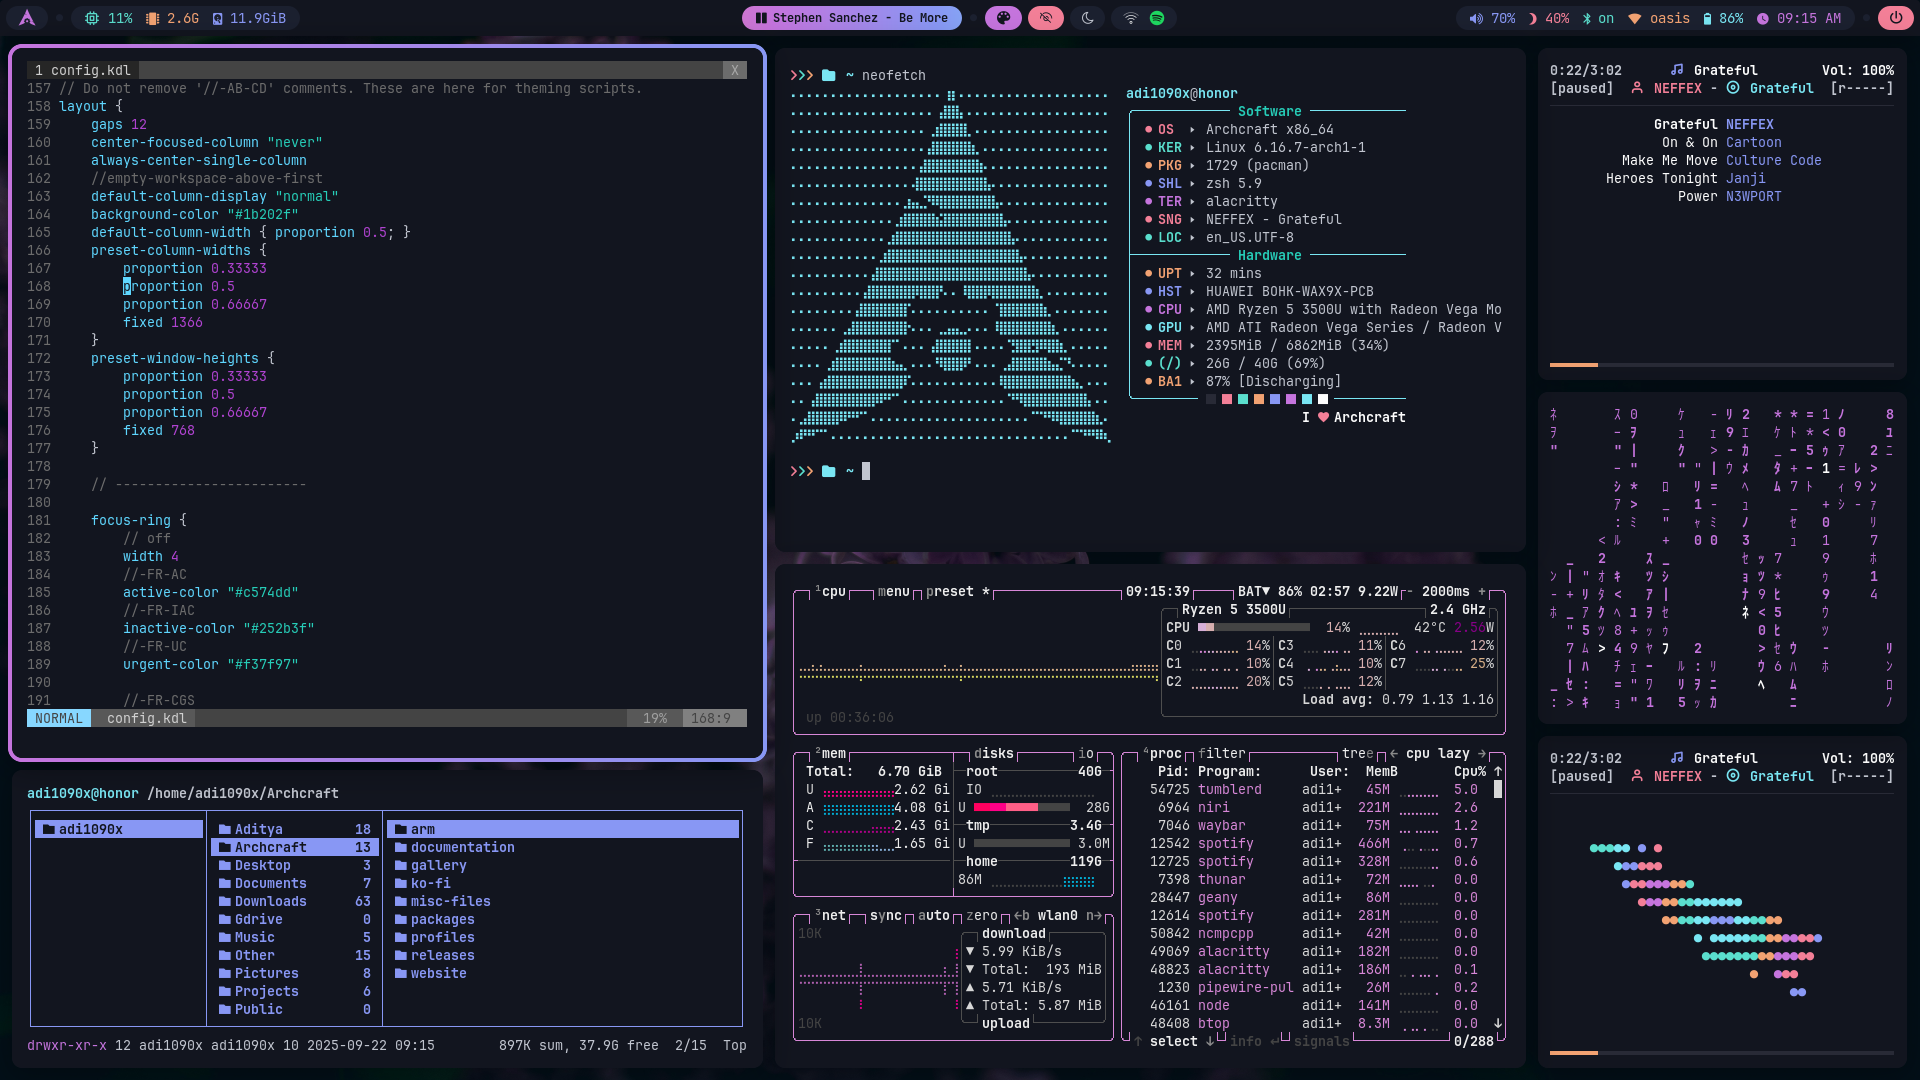 11% 2.6G 11.9GiB
Stephen Sanchez - Be More
70% 40% on oasis 86% 09:15 AM
1 config.kdl X
157 // Do not remove '//-AB-CD' comments. These are here for theming scripts.
158 layout {
159 gaps 12
160 center-focused-column "never"
161 always-center-single-column
162 //empty-workspace-above-first
163 default-column-display "normal"
164 background-color "#1b202f"
165 default-column-width { proportion 0.5; }
166 preset-column-widths {
167 proportion 0.33333
168 proportion 0.5
169 proportion 0.66667
170 fixed 1366
171 }
172 preset-window-heights {
173 proportion 0.33333
174 proportion 0.5
175 proportion 0.66667
176 fixed 768
177 }
178
179 // ------------------------
180
181 focus-ring {
182 // off
183 width 4
184 //-FR-AC
185 active-color "#c574dd"
186 //-FR-IAC
187 inactive-color "#252b3f"
188 //-FR-UC
189 urgent-color "#f37f97"
190
191 //-FR-CGS
NORMAL config.kdl 19% 168:9
adi1090x@honor /home/adi1090x/Archcraft
adi1090x
Aditya 18
Archcraft 13
Desktop 3
Documents 7
Downloads 63
Gdrive 0
Music 5
Other 15
Pictures 8
Projects 6
Public 0
arm
documentation
gallery
ko-fi
misc-files
packages
profiles
releases
website
drwxr-xr-x 12 adi1090x adi1090x 10 2025-09-22 09:15 897K sum, 37.9G free 2/15 Top
~ neofetch
adi1090x@honor
Software
OS Archcraft x86_64
KER Linux 6.16.7-arch1-1
PKG 1729 (pacman)
SHL zsh 5.9
TER alacritty
SNG NEFFEX - Grateful
LOC en_US.UTF-8
Hardware
UPT 32 mins
HST HUAWEI BOHK-WAX9X-PCB
CPU AMD Ryzen 5 3500U with Radeon Vega Mo
GPU AMD ATI Radeon Vega Series / Radeon V
MEM 2395MiB / 6862MiB (34%)
(/) 26G / 40G (69%)
BA1 87% [Discharging]
I ♥ Archcraft
~
1cpu menu preset * 09:15:39 BAT▼ 86% 02:57 9.22W - 2000ms +
Ryzen 5 3500U 2.4 GHz
CPU 14% 42°C 2.56W
C0 14% C3 11% C6 12%
C1 10% C4 10% C7 25%
C2 20% C5 12%
Load avg: 0.79 1.13 1.16
up 00:36:06
2mem disks io
Total: 6.70 GiB
U 2.62 Gi
A 4.08 Gi
C 2.43 Gi
F 1.65 Gi
root 40G
IO
U 28G
tmp 3.4G
U 3.0M
home 119G
86M
3net sync auto zero ←b wlan0 n→
10K
download
▼ 5.99 KiB/s
▼ Total: 193 MiB
▲ 5.71 KiB/s
▲ Total: 5.87 MiB
upload
10K
4proc filter tree ← cpu lazy →
Pid: Program: User: MemB Cpu% ↑
54725 tumblerd adi1+ 45M 5.0
6964 niri adi1+ 221M 2.6
7046 waybar adi1+ 75M 1.2
12542 spotify adi1+ 466M 0.7
12725 spotify adi1+ 328M 0.6
7398 thunar adi1+ 72M 0.0
28447 geany adi1+ 86M 0.0
12614 spotify adi1+ 281M 0.0
50842 ncmpcpp adi1+ 42M 0.0
49069 alacritty adi1+ 182M 0.0
48823 alacritty adi1+ 186M 0.1
1230 pipewire-pul adi1+ 26M 0.2
46161 node adi1+ 141M 0.0
48408 btop adi1+ 8.3M 0.0 ↓
↑ select ↓ info ↵ signals 0/288
0:22/3:02 Grateful Vol: 100%
[paused] NEFFEX - Grateful [r-----]
Grateful NEFFEX
On & On Cartoon
Make Me Move Culture Code
Heroes Tonight Janji
Power N3WPORT
0:22/3:02 Grateful Vol: 100%
[paused] NEFFEX - Grateful [r-----]